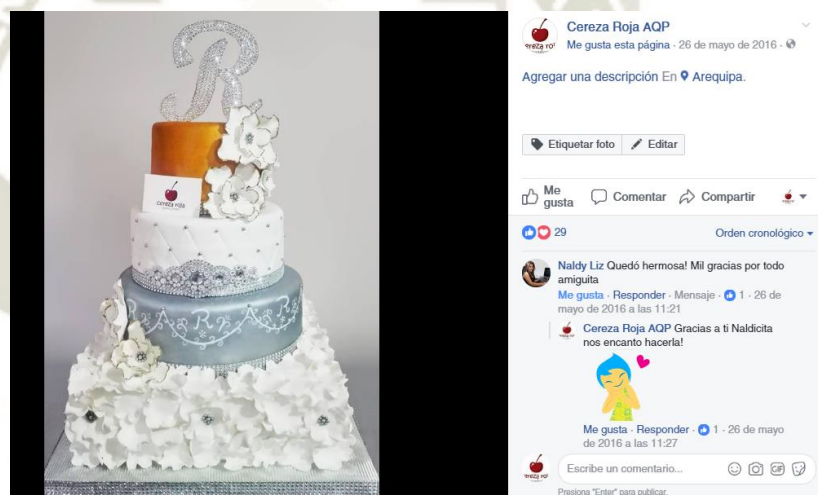 R
cereza roja
R A R R A R
Cereza Roja AQP
Me gusta esta página · 26 de mayo de 2016 ·
Agregar una descripción En Arequipa.
Etiquetar foto Editar
Me gusta Comentar Compartir
29 Orden cronológico
Naldy Liz Quedó hermosa! Mil gracias por todo
amiguita
Me gusta · Responder · Mensaje · 1 · 26 de
mayo de 2016 a las 11:21
Cereza Roja AQP Gracias a ti Naldicita
nos encanto hacerla!
Me gusta · Responder · 1 · 26 de mayo
de 2016 a las 11:27
Escribe un comentario...
GIF
Presiona "Enter" para publicar.